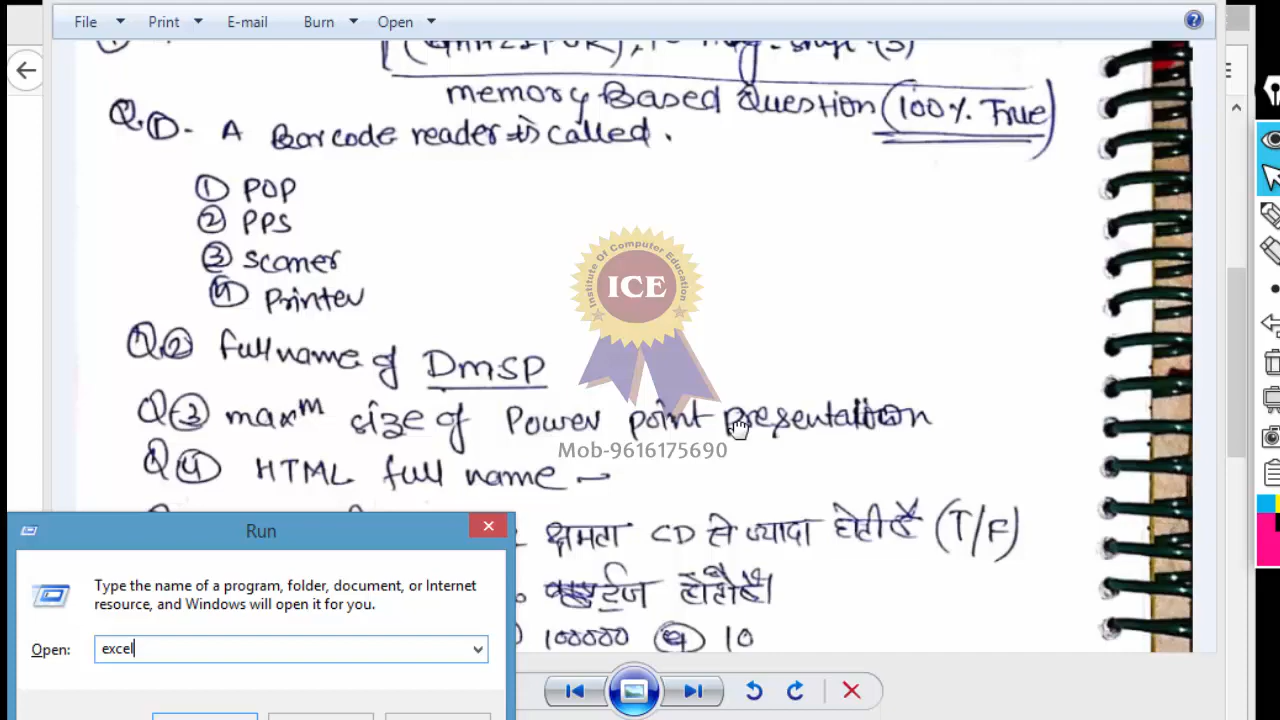 File Print E-mail Burn Open
memory Based Question (100% True)
Q.① - A Barcode reader is called.
① POP
② PPS
③ Scanner
④ Printer
Q.② full name of DMSP
Q.③ maxᵐ size of Power point presentation
Q④ HTML full name -
क्षमता CD से ज्यादा होती है (T/F)
100000 ④ 10
Institute Of Computer Education
ICE
Mob-9616175690
Run
Type the name of a program, folder, document, or Internet
resource, and Windows will open it for you.
Open: excel